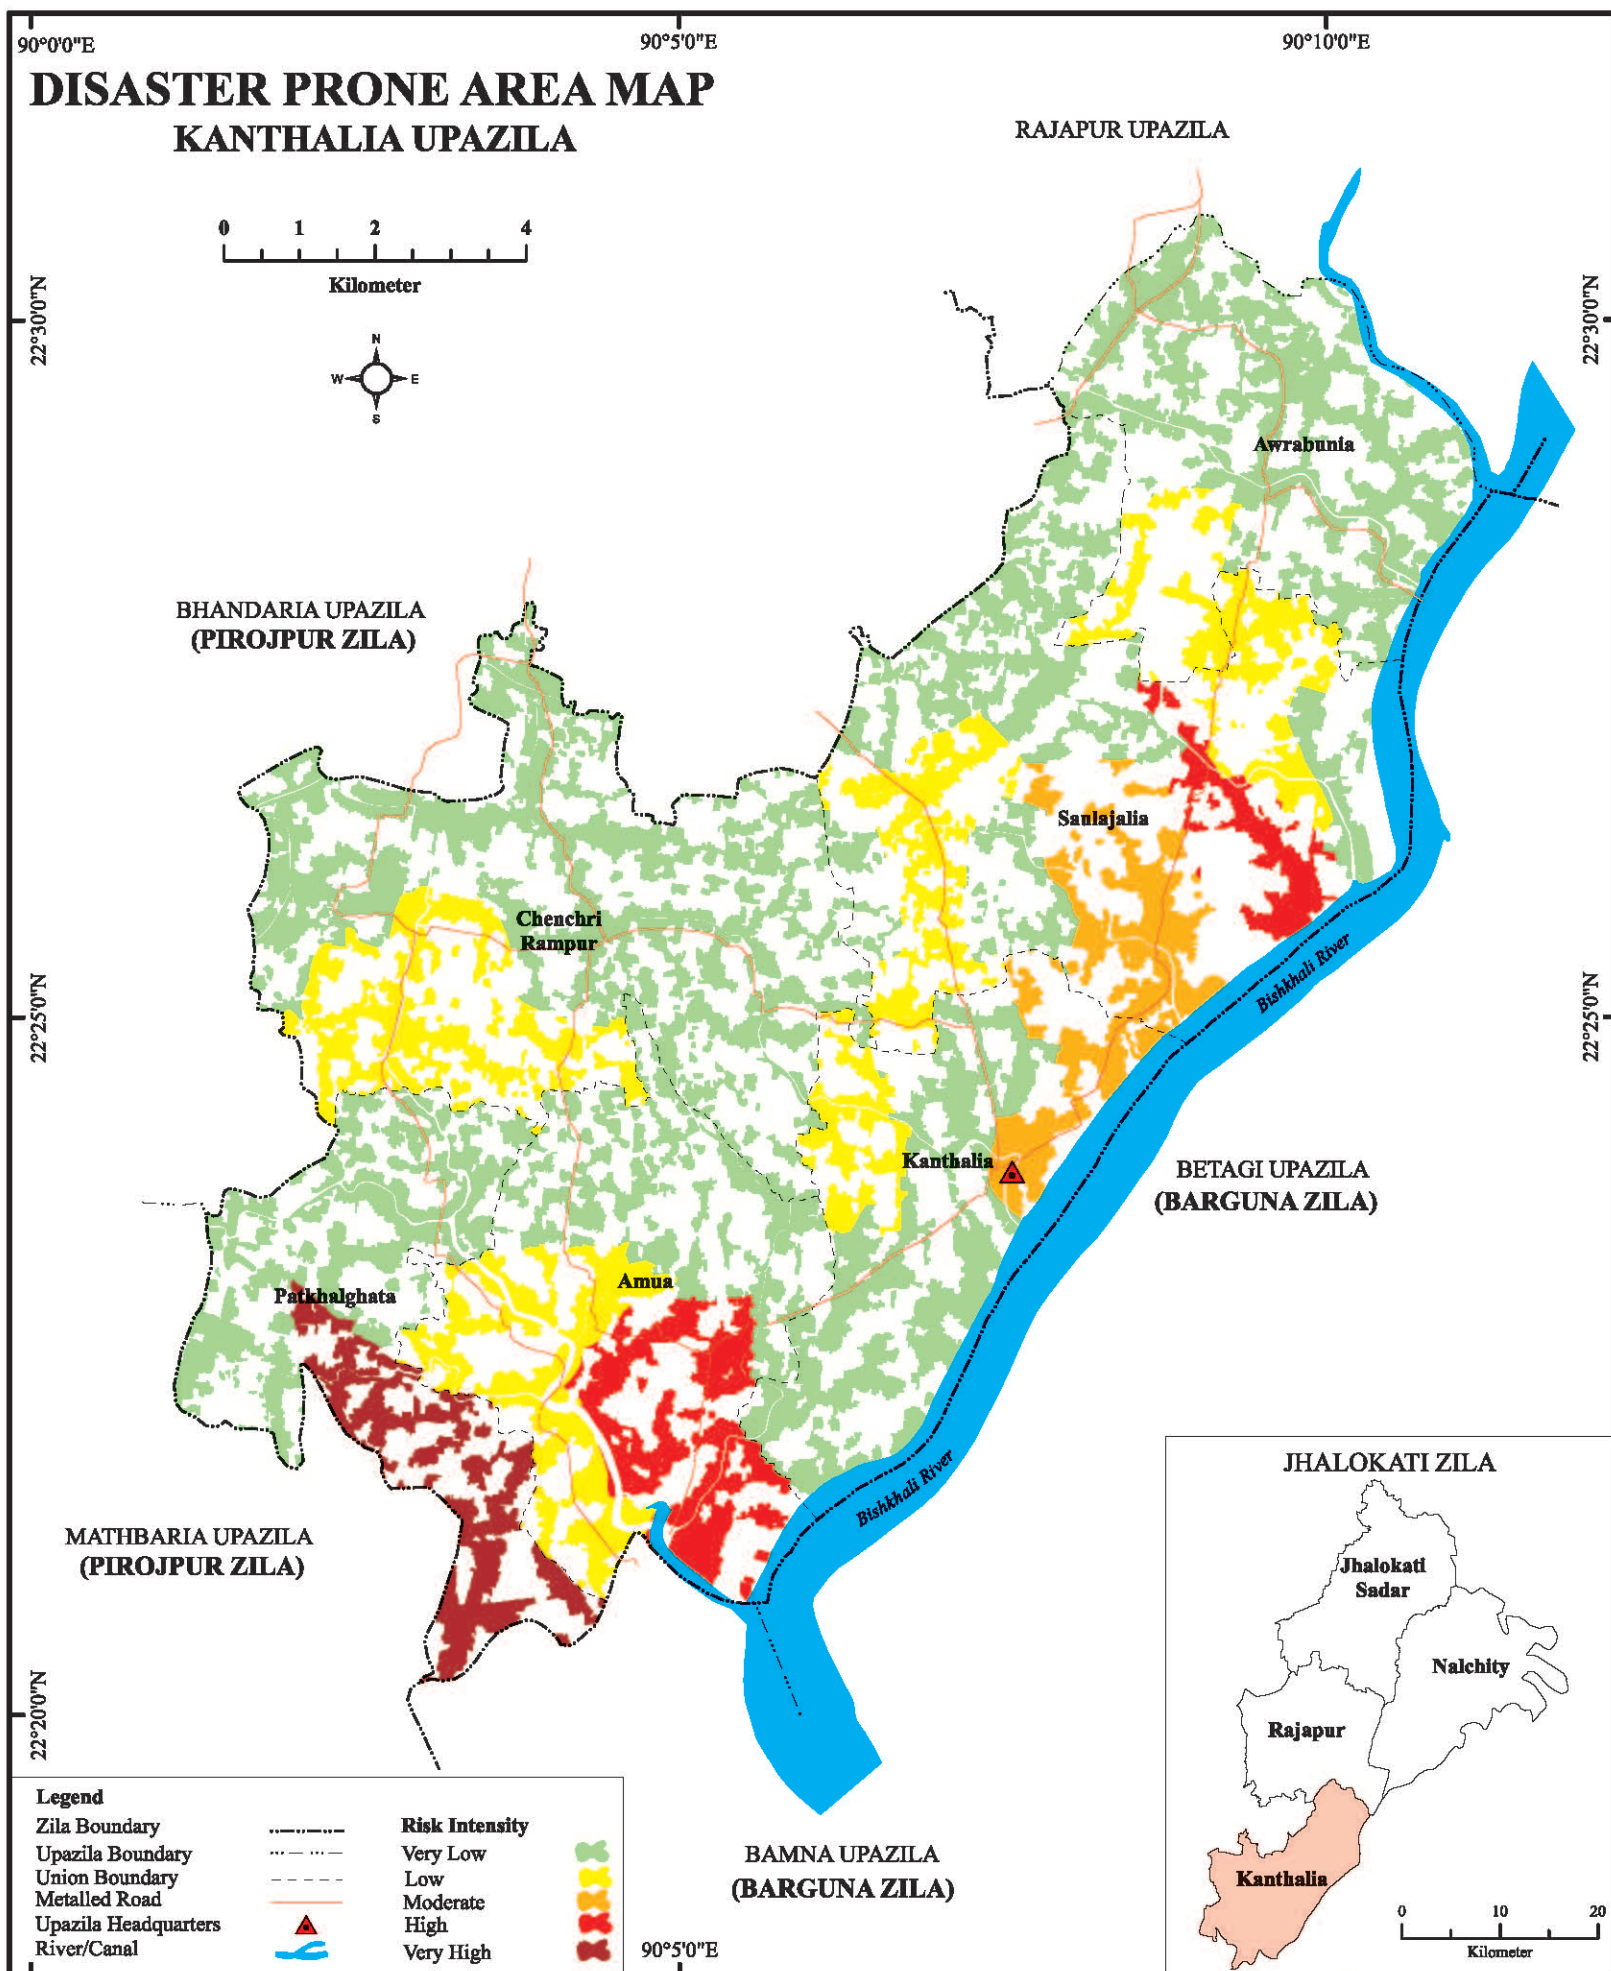 90°0'0"E
90°5'0"E
90°10'0"E
DISASTER PRONE AREA MAP
KANTHALIA UPAZILA
RAJAPUR UPAZILA
0 1 2 4
Kilometer
22°30'0"N
22°30'0"N
N
W E
S
Awrabunia
BHANDARIA UPAZILA
(PIROJPUR ZILA)
Saulajalia
Chenchri
Rampur
Bishkhali River
22°25'0"N
22°25'0"N
Kanthalia
BETAGI UPAZILA
(BARGUNA ZILA)
Amua
Patkhalghata
Bishkhali River
MATHBARIA UPAZILA
(PIROJPUR ZILA)
22°20'0"N
JHALOKATI ZILA
Jhalokati
Sadar
Nalchity
Rajapur
Kanthalia
0 10 20
Kilometer
BAMNA UPAZILA
(BARGUNA ZILA)
Legend
Zila Boundary
Upazila Boundary
Union Boundary
Metalled Road
Upazila Headquarters
River/Canal
Risk Intensity
Very Low
Low
Moderate
High
Very High
90°5'0"E